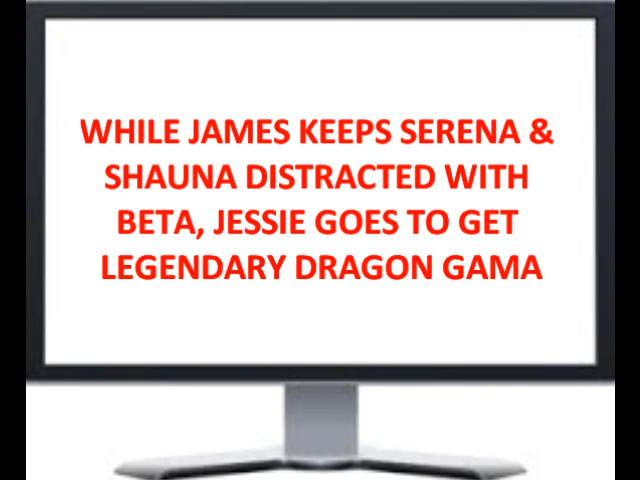 WHILE JAMES KEEPS SERENA &
SHAUNA DISTRACTED WITH
BETA, JESSIE GOES TO GET
LEGENDARY DRAGON GAMA